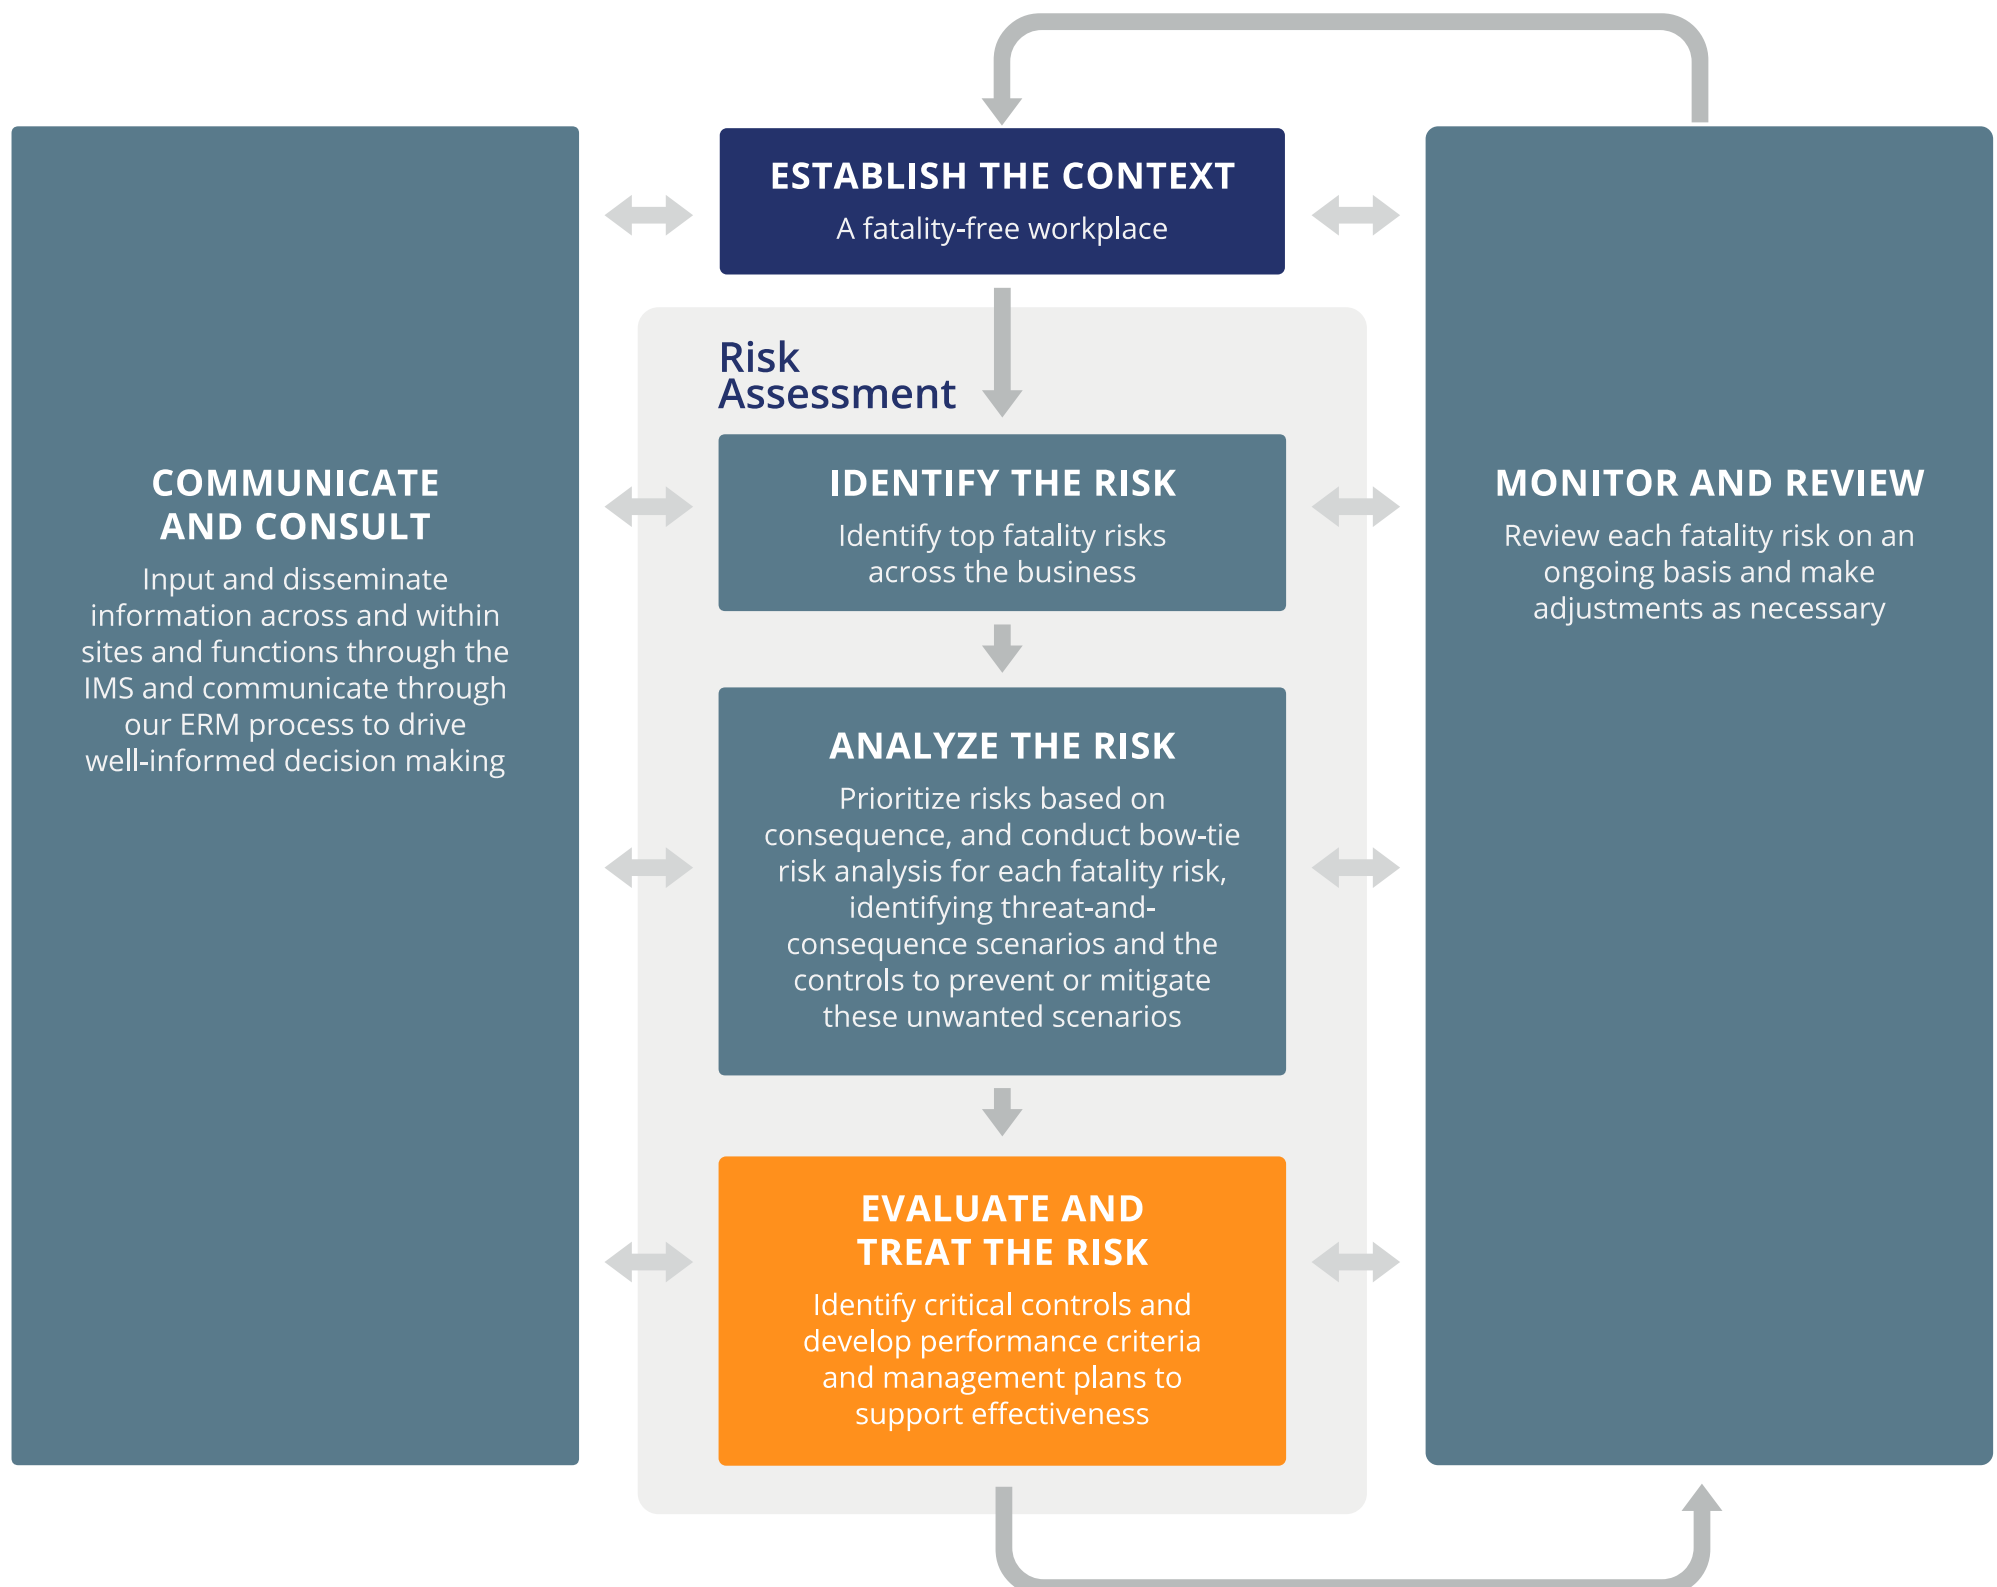 ESTABLISH THE CONTEXT
A fatality-free workplace
Risk
Assessment
COMMUNICATE
AND CONSULT
Input and disseminate
information across and within
sites and functions through the
IMS and communicate through
our ERM process to drive
well-informed decision making
IDENTIFY THE RISK
Identify top fatality risks
across the business
ANALYZE THE RISK
Prioritize risks based on
consequence, and conduct bow-tie
risk analysis for each fatality risk,
identifying threat-and-
consequence scenarios and the
controls to prevent or mitigate
these unwanted scenarios
EVALUATE AND
TREAT THE RISK
Identify critical controls and
develop performance criteria
and management plans to
support effectiveness
MONITOR AND REVIEW
Review each fatality risk on an
ongoing basis and make
adjustments as necessary